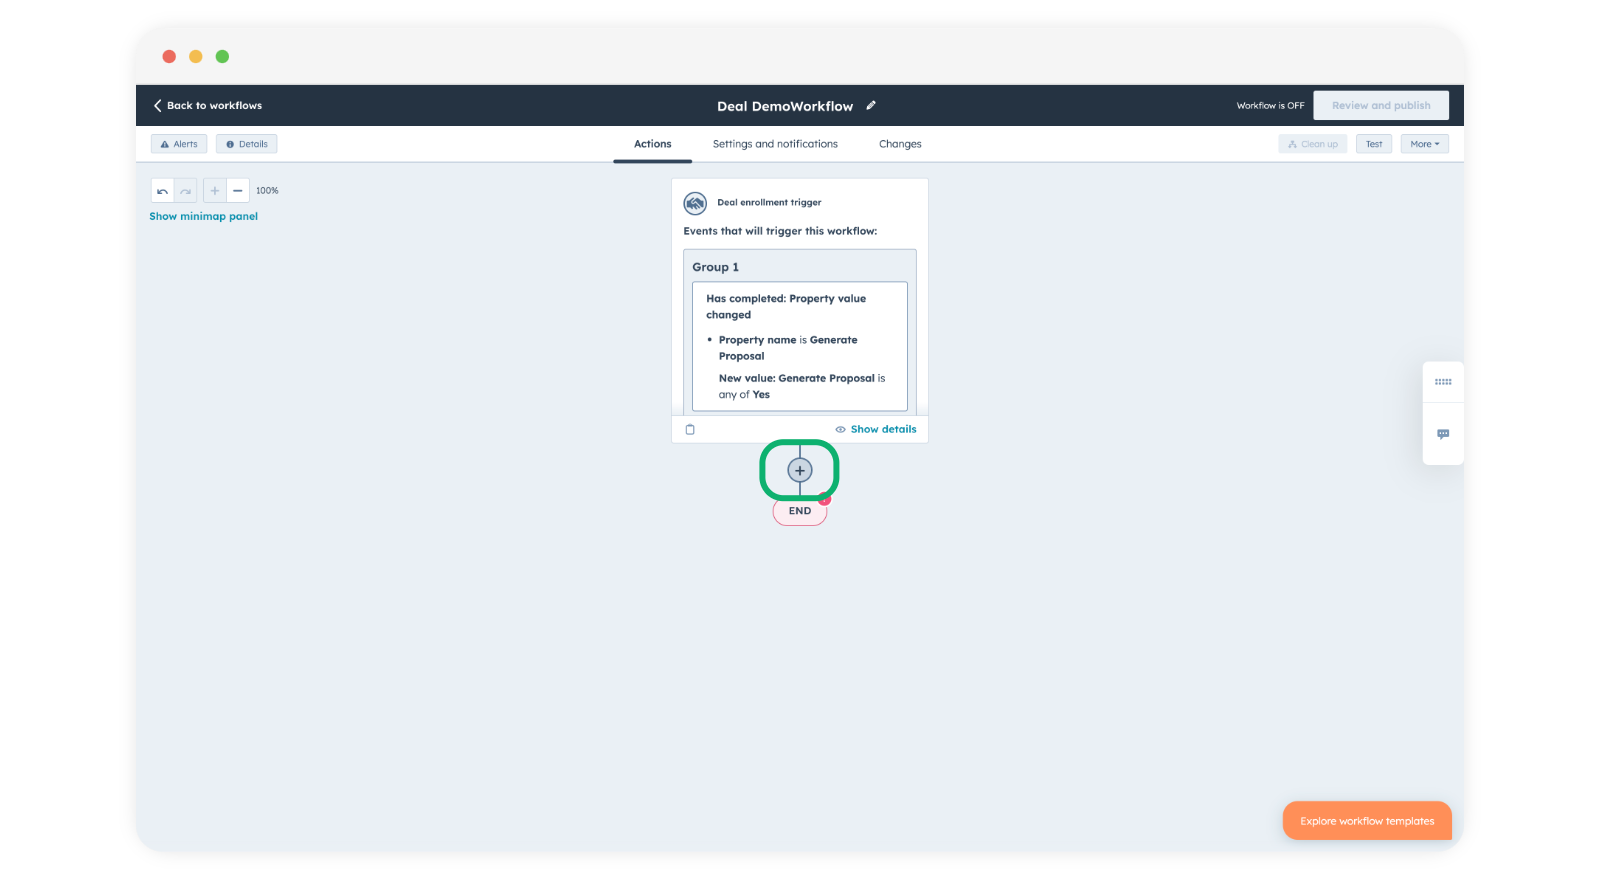 Back to workflows
Deal DemoWorkflow
Workflow is OFF
Review and publish
Alerts
Details
Actions
Settings and notifications
Changes
Clean up
Test
More
100%
Show minimap panel
Deal enrollment trigger
Events that will trigger this workflow:
Group 1
Has completed: Property value
changed
• Property name is Generate
Proposal
New value: Generate Proposal is
any of Yes
Show details
END
Explore workflow templates